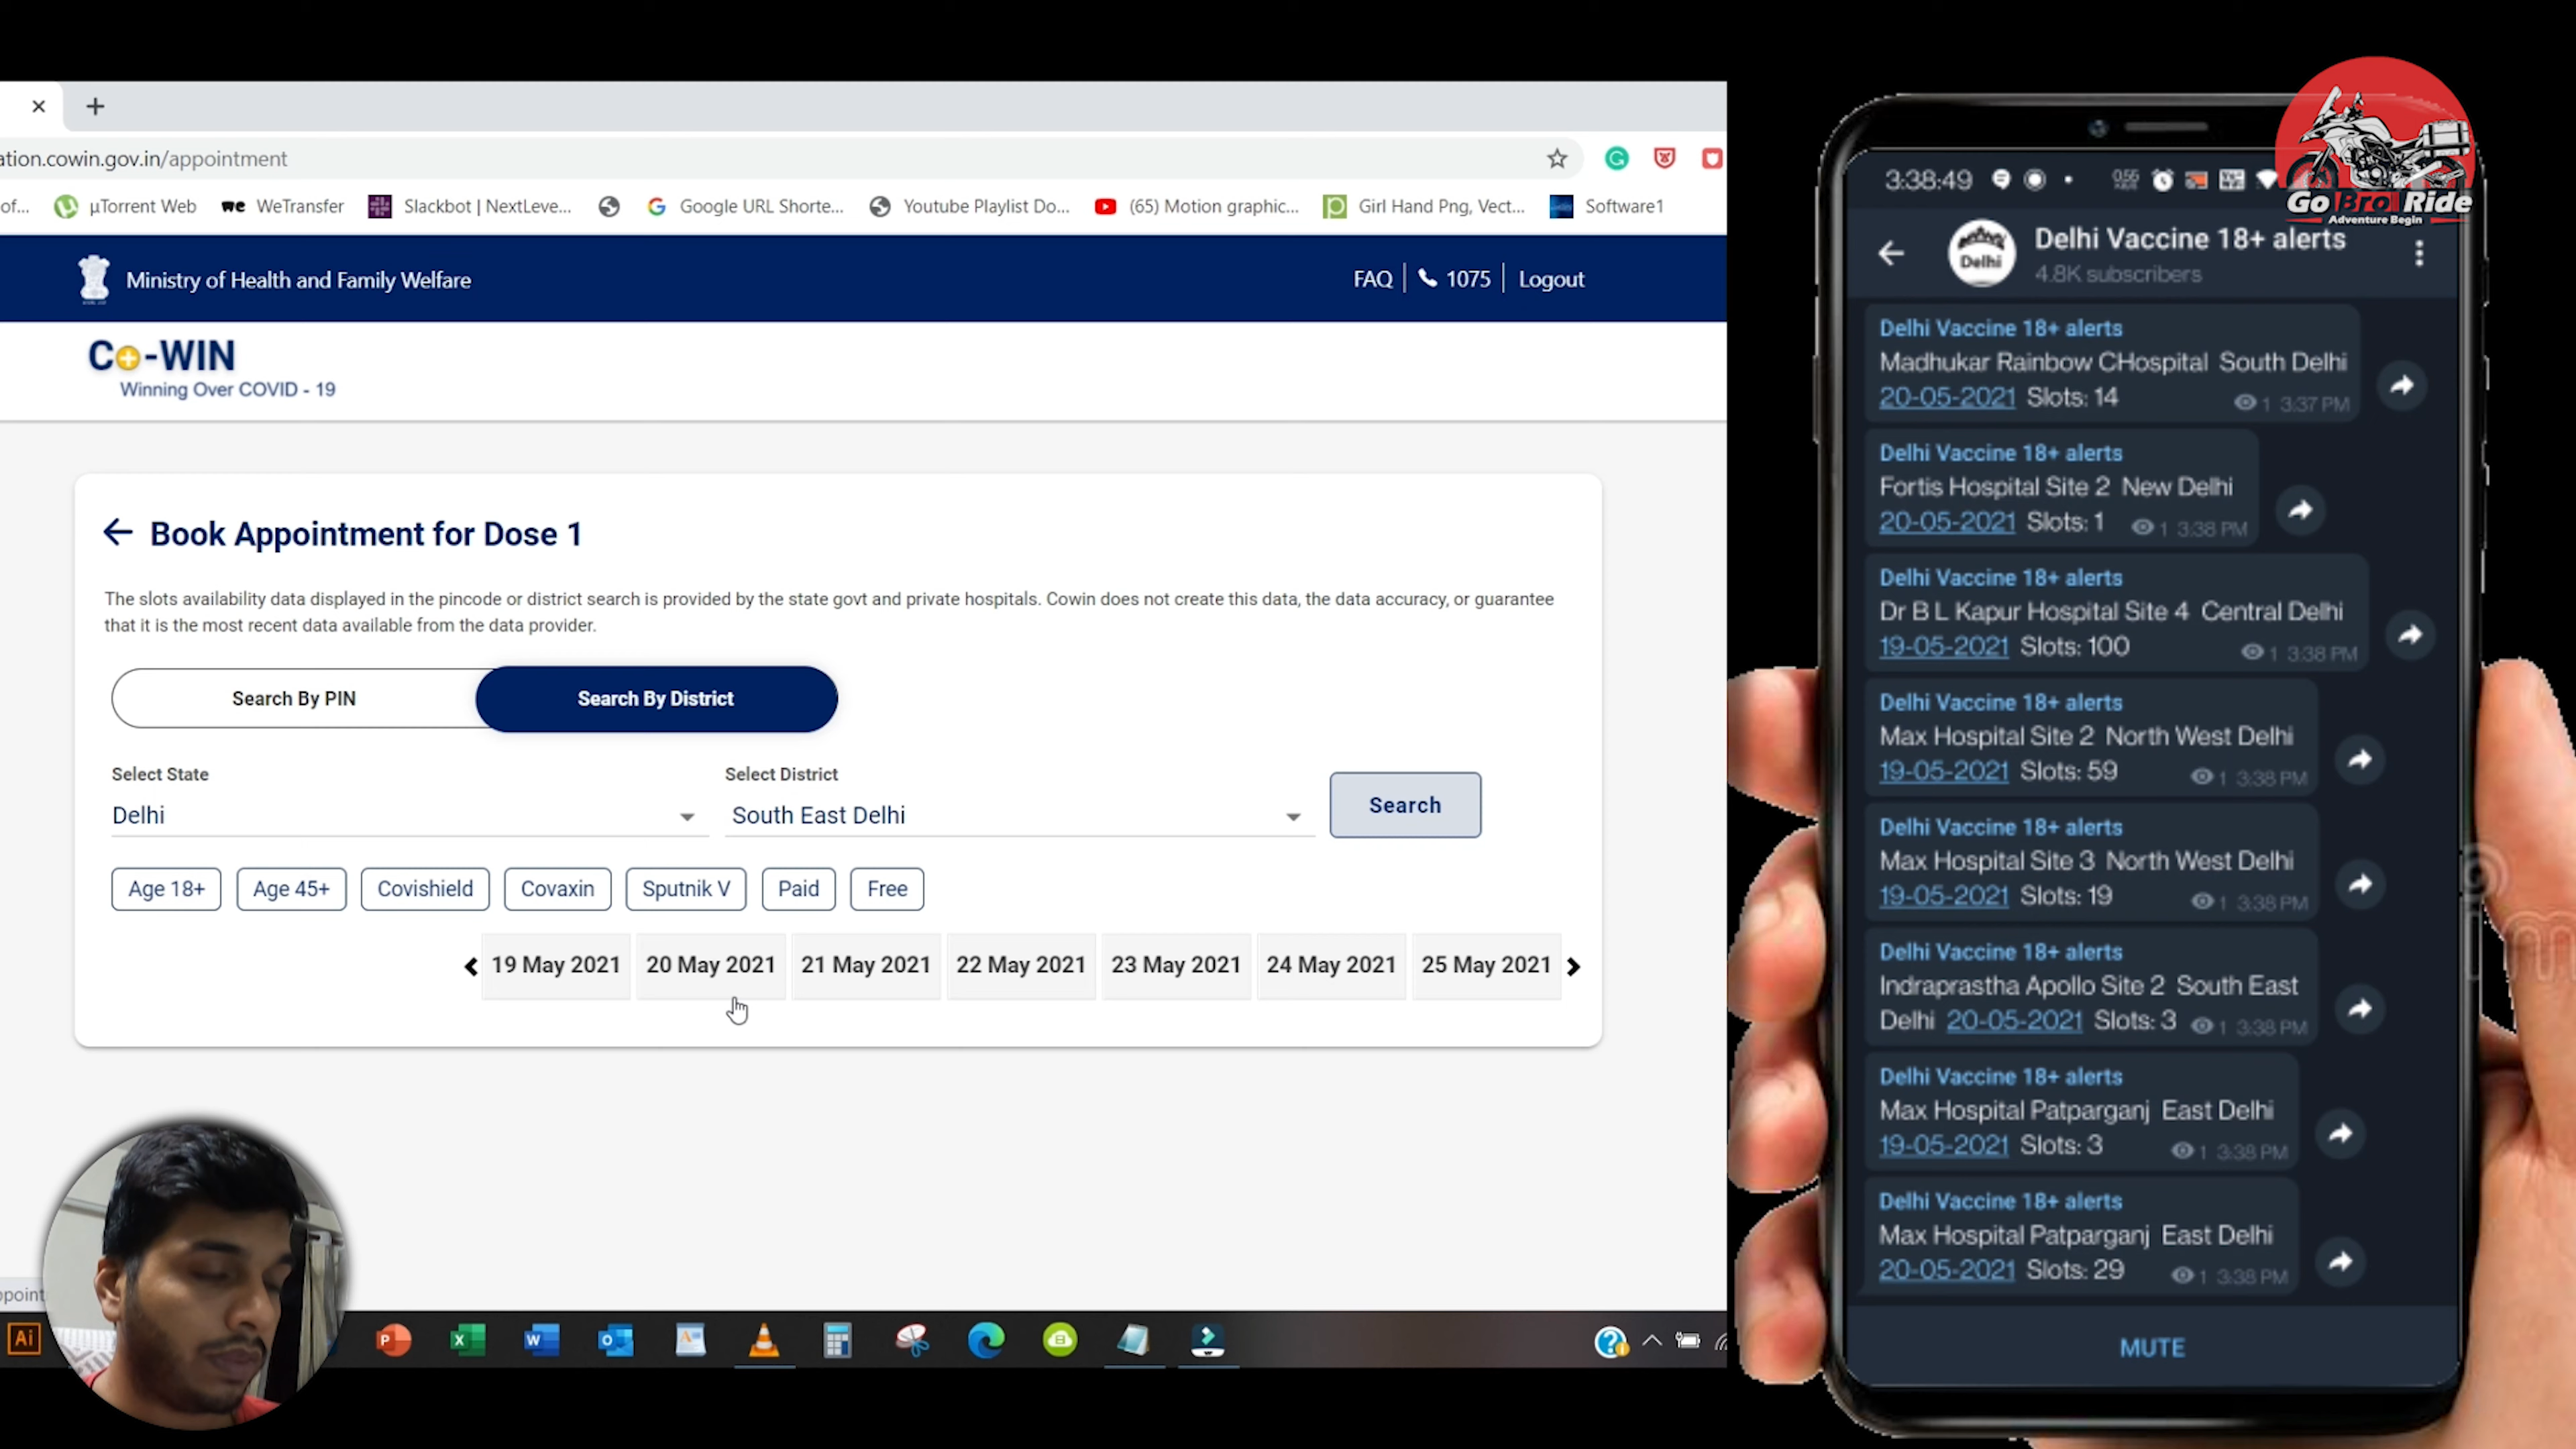 ation.cowin.gov.in/appointment
of... µTorrent Web we WeTransfer Slackbot | NextLeve... Google URL Shorte... Youtube Playlist Do... (65) Motion graphic... Girl Hand Png, Vect... Software1
Ministry of Health and Family Welfare
FAQ 1075 Logout
Co-WIN
Winning Over COVID - 19
Book Appointment for Dose 1
The slots availability data displayed in the pincode or district search is provided by the state govt and private hospitals. Cowin does not create this data, the data accuracy, or guarantee
that it is the most recent data available from the data provider.
Search By PIN Search By District
Select State Select District
Delhi South East Delhi Search
Age 18+ Age 45+ Covishield Covaxin Sputnik V Paid Free
19 May 2021 20 May 2021 21 May 2021 22 May 2021 23 May 2021 24 May 2021 25 May 2021
ppoint
Ai
Go Bro Ride
Adventure Begin
3:38:49
Delhi
Delhi Vaccine 18+ alerts
4.8K subscribers
Delhi Vaccine 18+ alerts
Madhukar Rainbow CHospital South Delhi
20-05-2021 Slots: 14 1 3:37 PM
Delhi Vaccine 18+ alerts
Fortis Hospital Site 2 New Delhi
20-05-2021 Slots: 1 1 3:38 PM
Delhi Vaccine 18+ alerts
Dr B L Kapur Hospital Site 4 Central Delhi
19-05-2021 Slots: 100 1 3:38 PM
Delhi Vaccine 18+ alerts
Max Hospital Site 2 North West Delhi
19-05-2021 Slots: 59 1 3:38 PM
Delhi Vaccine 18+ alerts
Max Hospital Site 3 North West Delhi
19-05-2021 Slots: 19 1 3:38 PM
Delhi Vaccine 18+ alerts
Indraprastha Apollo Site 2 South East
Delhi 20-05-2021 Slots: 3 1 3:38 PM
Delhi Vaccine 18+ alerts
Max Hospital Patparganj East Delhi
19-05-2021 Slots: 3 1 3:38 PM
Delhi Vaccine 18+ alerts
Max Hospital Patparganj East Delhi
20-05-2021 Slots: 29 1 3:38 PM
MUTE